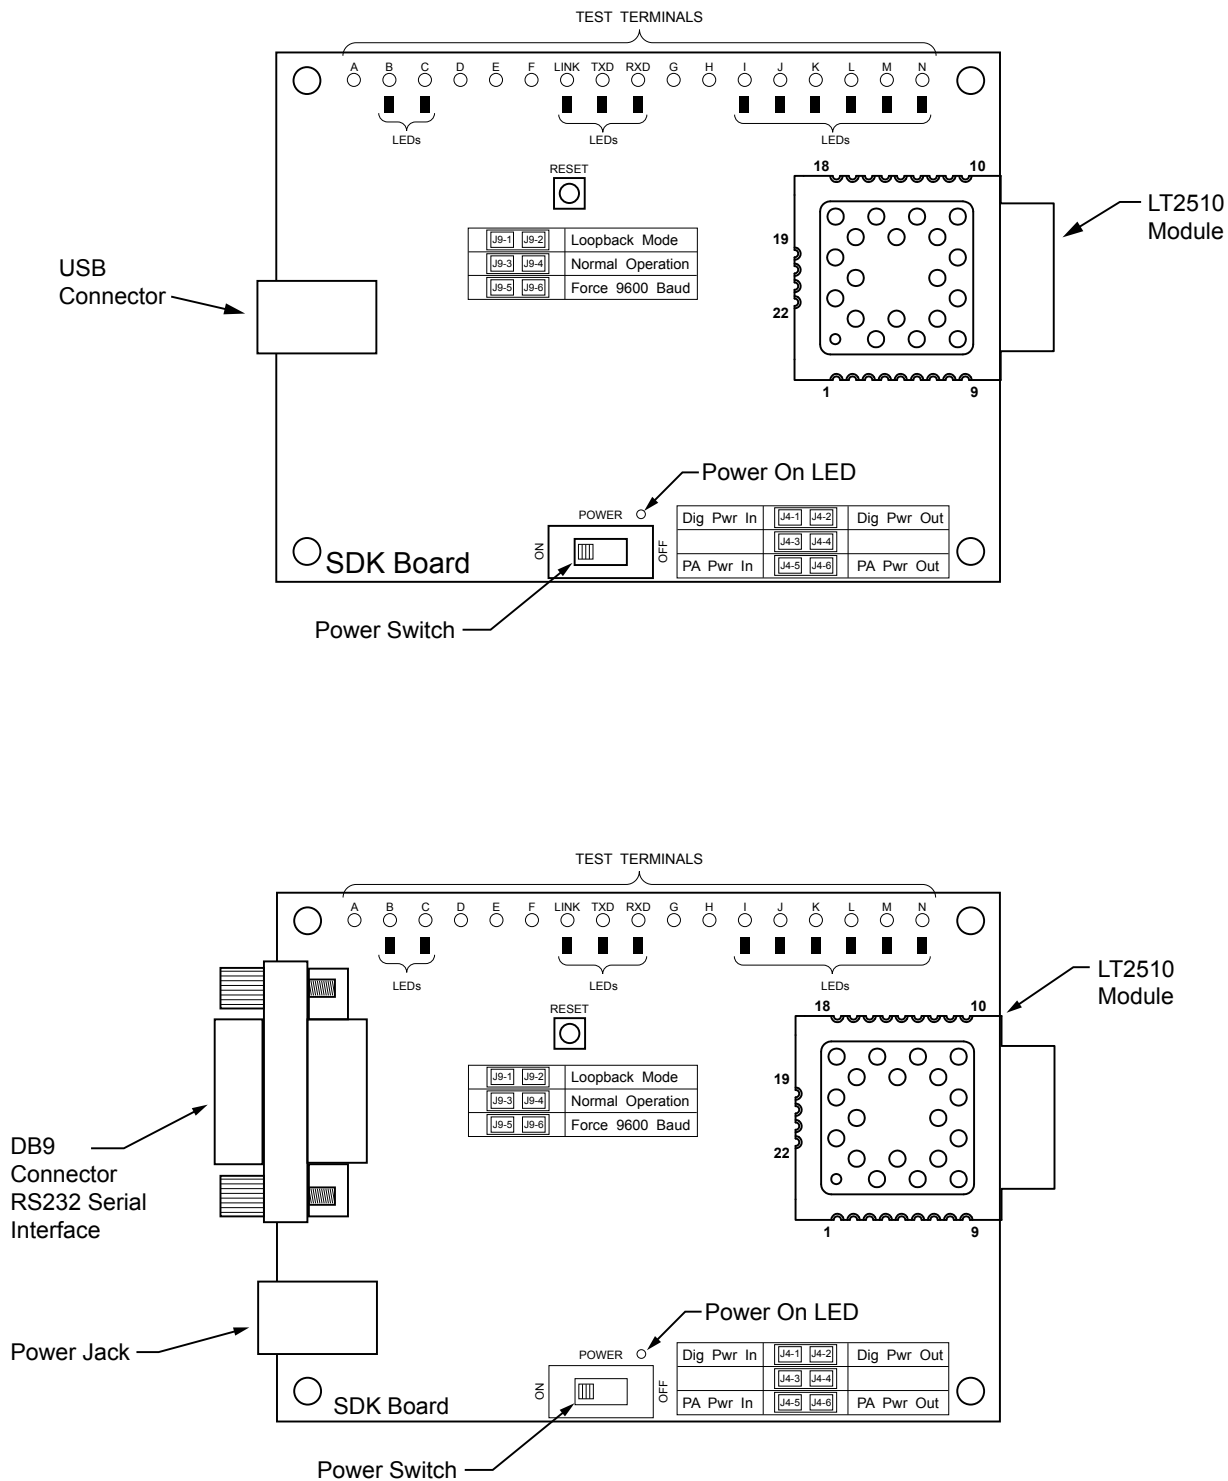 TEST TERMINALS
A B C D E F LINK TXD RXD G H I J K L M N
LEDs LEDs LEDs
RESET
18 10
LT2510
Module
19
22
1 9
J9-1 J9-2 Loopback Mode
J9-3 J9-4 Normal Operation
J9-5 J9-6 Force 9600 Baud
USB
Connector
Power On LED
POWER
ON OFF
Dig Pwr In J4-1 J4-2 Dig Pwr Out
J4-3 J4-4
PA Pwr In J4-5 J4-6 PA Pwr Out
SDK Board
Power Switch
TEST TERMINALS
A B C D E F LINK TXD RXD G H I J K L M N
LEDs LEDs LEDs
RESET
18 10
LT2510
Module
19
22
1 9
J9-1 J9-2 Loopback Mode
J9-3 J9-4 Normal Operation
J9-5 J9-6 Force 9600 Baud
DB9
Connector
RS232 Serial
Interface
Power Jack
Power On LED
POWER
ON OFF
Dig Pwr In J4-1 J4-2 Dig Pwr Out
J4-3 J4-4
PA Pwr In J4-5 J4-6 PA Pwr Out
SDK Board
Power Switch